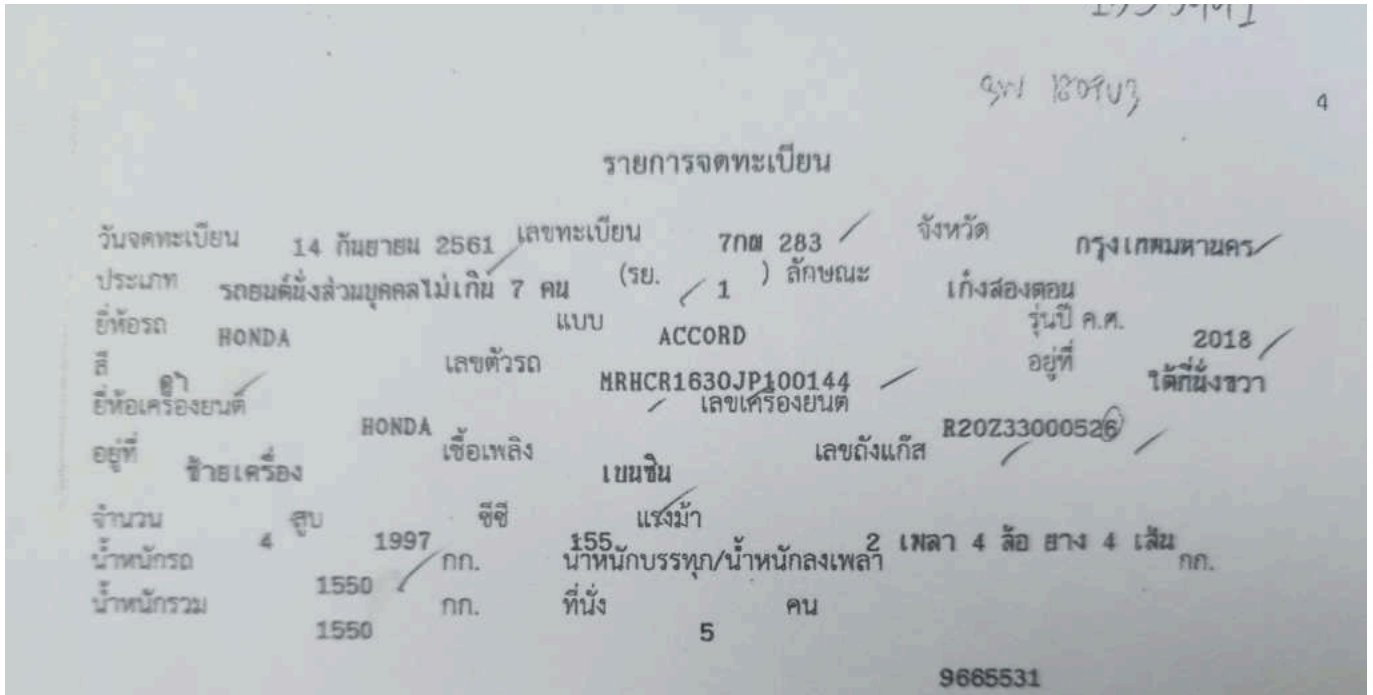 4
รายการจดทะเบียน
วันจดทะเบียน 14 กันยายน 2561 เลขทะเบียน 7กผ 283 จังหวัด กรุงเทพมหานคร
ประเภท รถยนต์นั่งส่วนบุคคลไม่เกิน 7 คน (รย. 1 ) ลักษณะ เก๋งสองตอน
ยี่ห้อรถ HONDA แบบ ACCORD รุ่นปี ค.ศ. 2018
สี ดำ เลขตัวรถ MRHCR1630JP100144 อยู่ที่ ใต้ที่นั่งขวา
ยี่ห้อเครื่องยนต์ HONDA เลขเครื่องยนต์ R20Z330000526
อยู่ที่ ซ้ายเครื่อง เชื้อเพลิง เบนซิน เลขถังแก๊ส
จำนวน 4 สูบ 1997 ซีซี 155 แรงม้า 2 เพลา 4 ล้อ ยาง 4 เส้น
น้ำหนักรถ 1550 กก. น้ำหนักบรรทุก/น้ำหนักลงเพลา กก.
น้ำหนักรวม 1550 กก. ที่นั่ง 5 คน
9665531